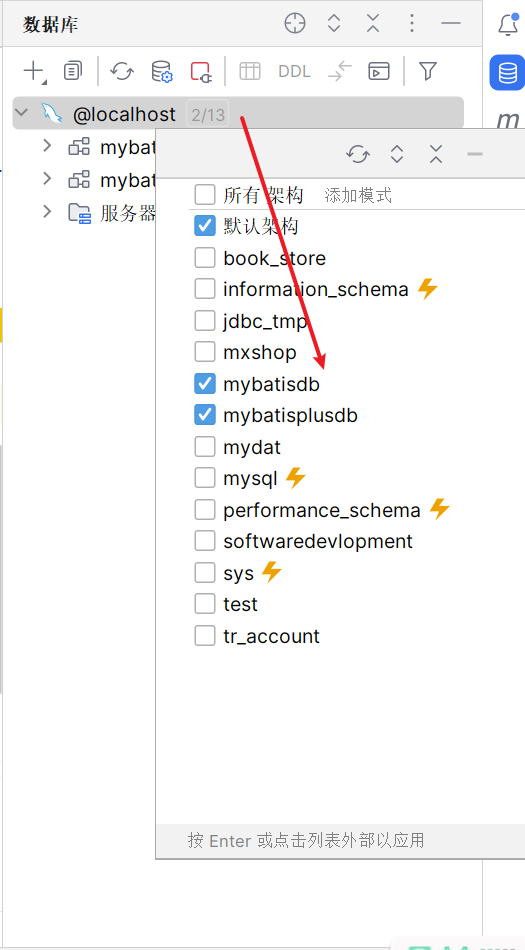 数据库
DDL
@localhost 2/13
mybat
mybat
服务器
所有 架构 添加模式
默认架构
book_store
information_schema
jdbc_tmp
mxshop
mybatisdb
mybatisplusdb
mydat
mysql
performance_schema
softwaredevlopment
sys
test
tr_account
按 Enter 或点击列表外部以应用
m